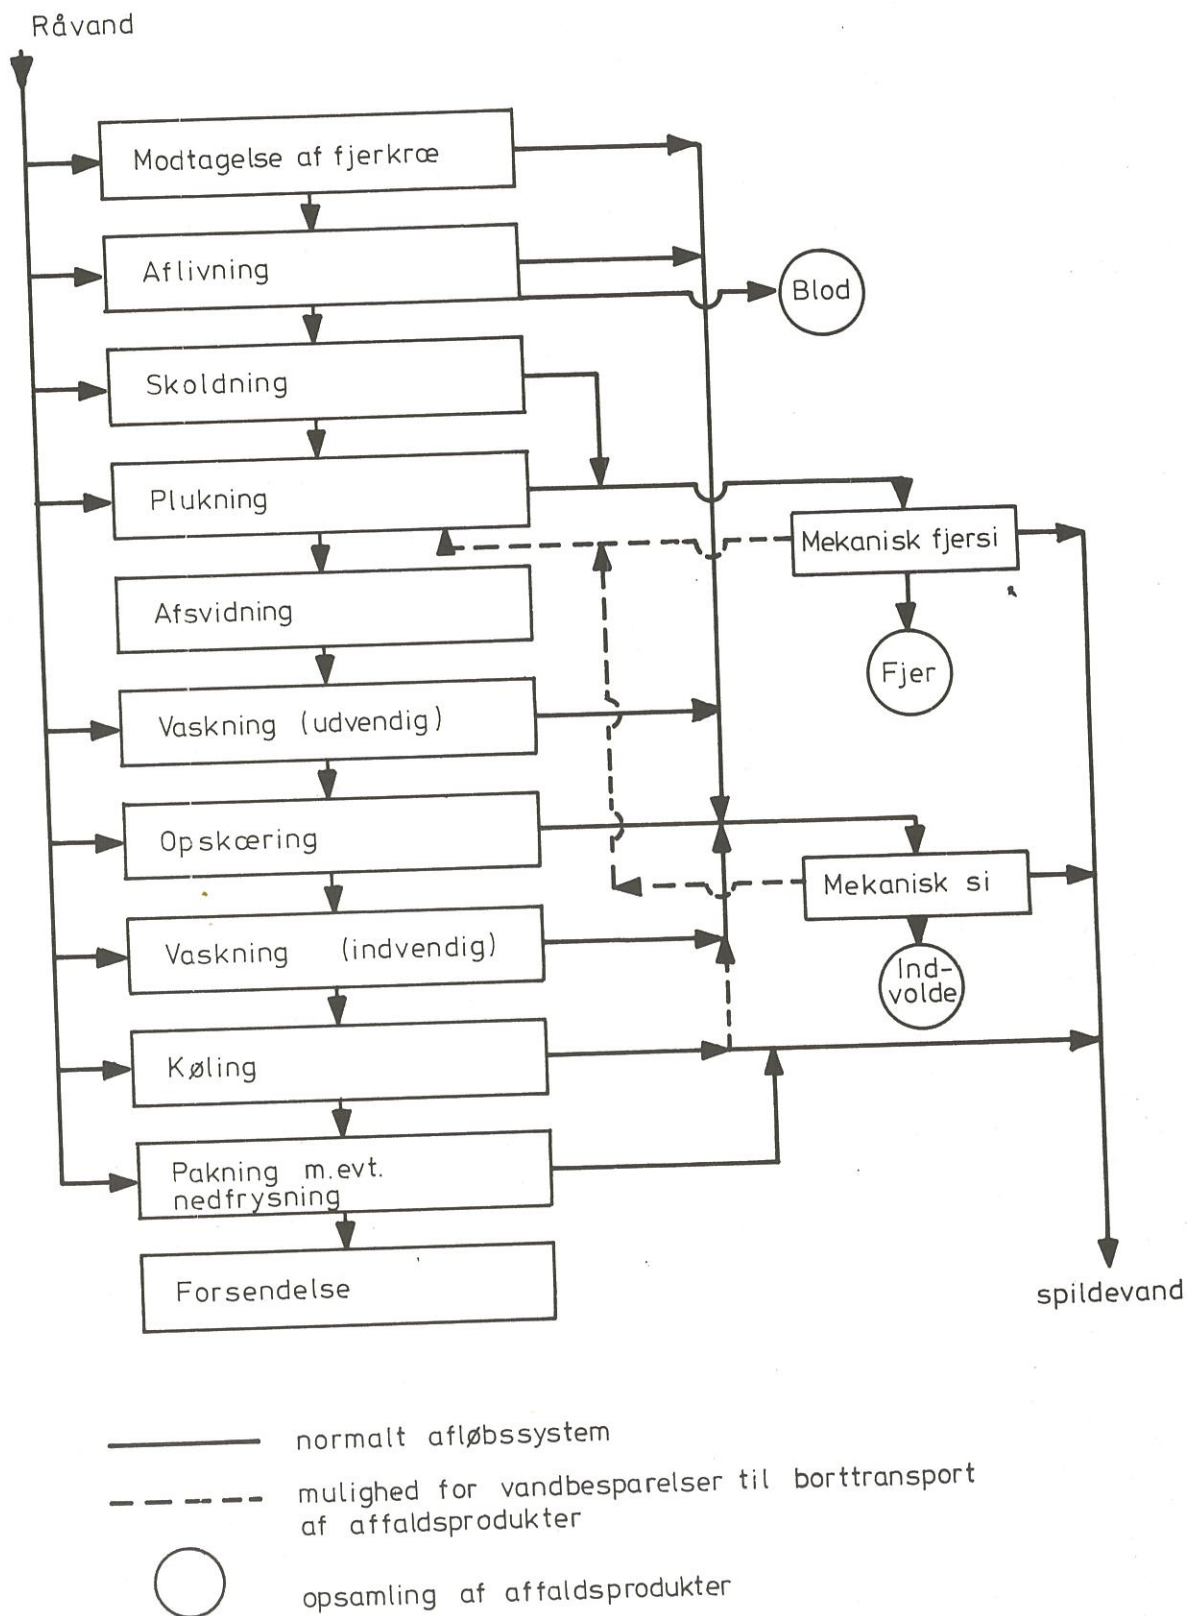 Råvand
Modtagelse af fjerkræ
Aflivning
Blod
Skoldning
Plukning
Mekanisk fjersi
Afsvidning
Fjer
Vaskning (udvendig)
Opskæring
Mekanisk si
Vaskning (indvendig)
Ind-
volde
Køling
Pakning m.evt.
nedfrysning
Forsendelse
spildevand
normalt afløbssystem
mulighed for vandbesparelser til borttransport
af affaldsprodukter
opsamling af affaldsprodukter